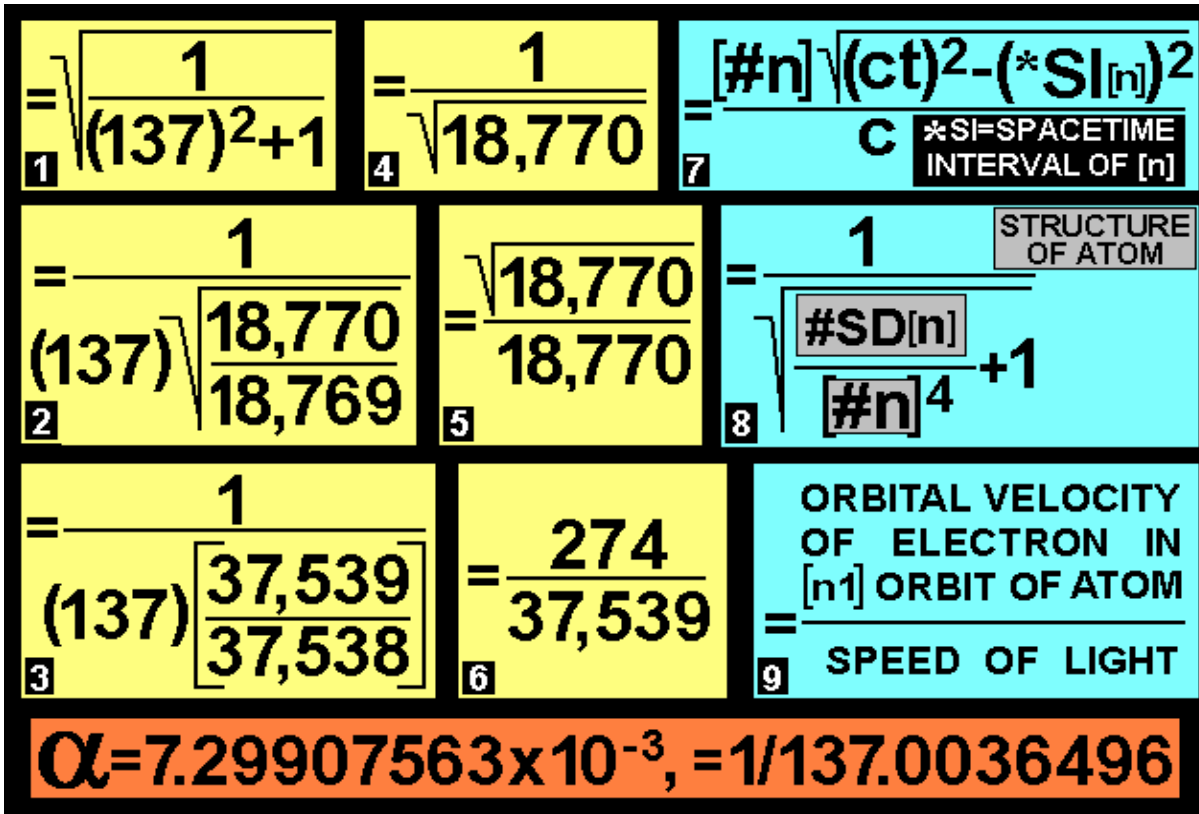 =√(1/((137)²+1))
1
=1/√18,770
4
=[#n]√((ct)²-(*SI[n])²)/C
*SI=SPACETIME
INTERVAL OF [n]
7
=1/((137)√(18,770/18,769))
2
=√18,770/18,770
5
STRUCTURE
OF ATOM
=1/√(#SD[n]/[#n]⁴+1)
8
=1/((137)[37,539/37,538])
3
=274/37,539
6
ORBITAL VELOCITY
OF ELECTRON IN
[n1] ORBIT OF ATOM
=
SPEED OF LIGHT
9
α=7.29907563x10⁻³, =1/137.0036496